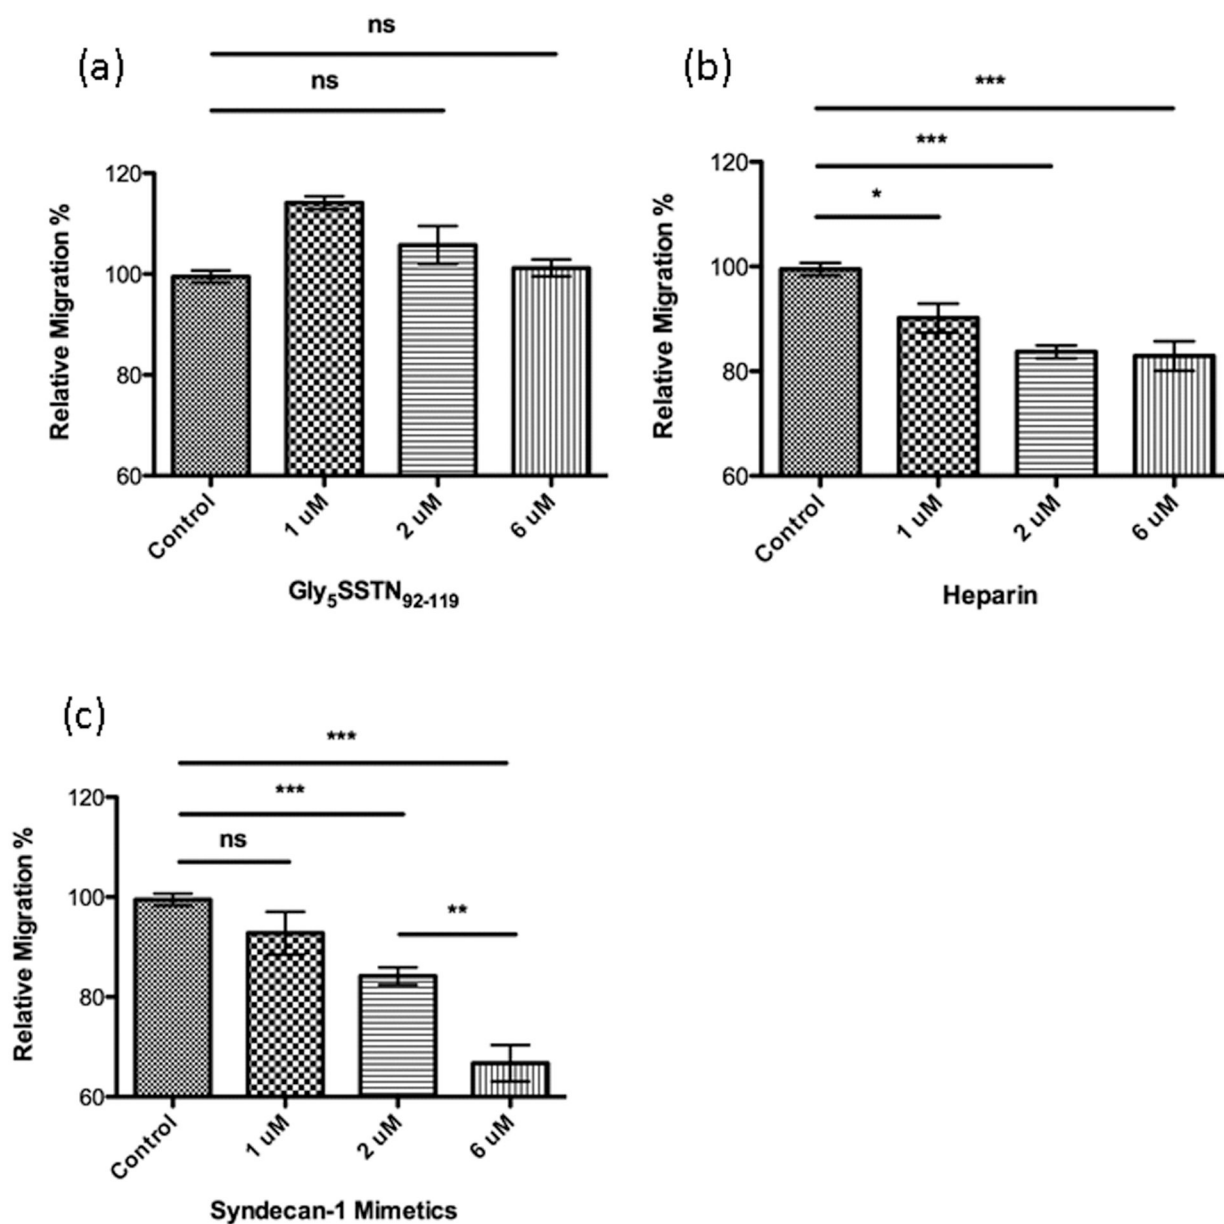 (a)
ns
ns
120
100
80
60
Relative Migration %
Control
1 uM
2 uM
6 uM
Gly5SSTN92-119
(b)
***
***
*
120
100
80
60
Relative Migration %
Control
1 uM
2 uM
6 uM
Heparin
(c)
***
***
ns
**
120
100
80
60
Relative Migration %
Control
1 uM
2 uM
6 uM
Syndecan-1 Mimetics